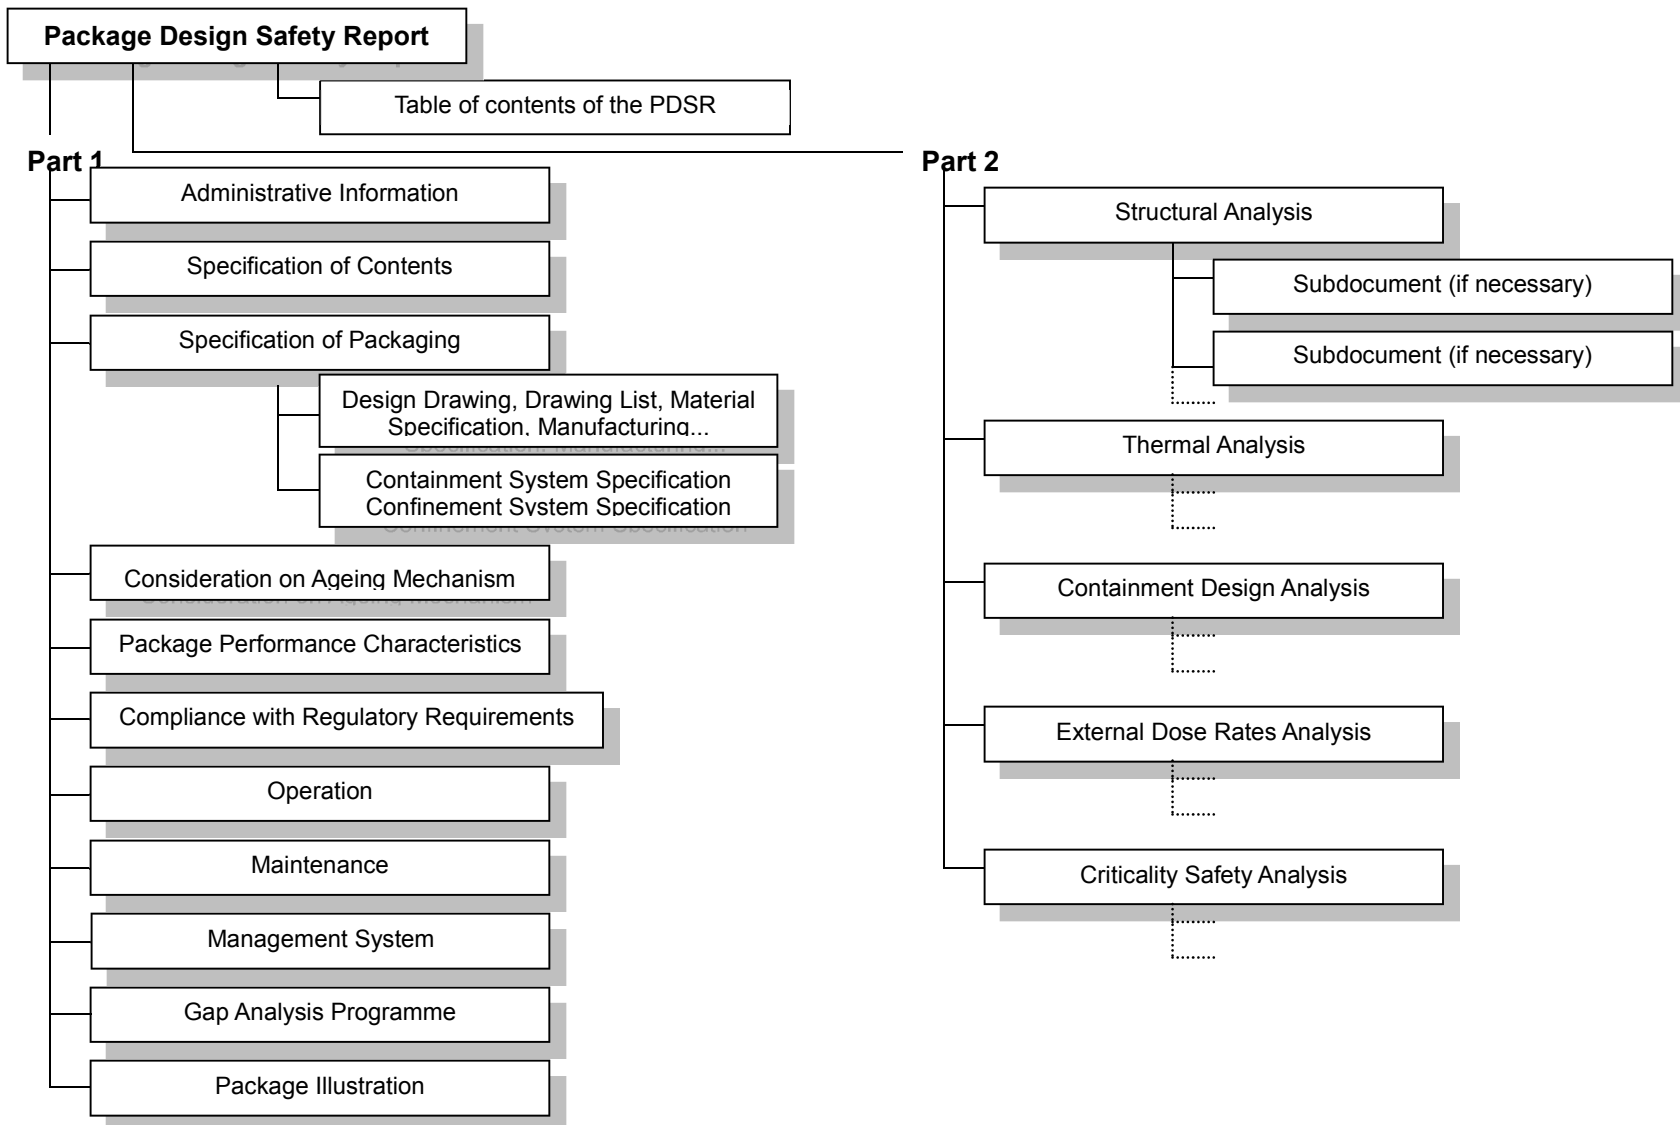 Package Design Safety Report
Table of contents of the PDSR
Part 1
Administrative Information
Specification of Contents
Specification of Packaging
Design Drawing, Drawing List, Material
Specification, Manufacturing...
Containment System Specification
Confinement System Specification
Consideration on Ageing Mechanism
Package Performance Characteristics
Compliance with Regulatory Requirements
Operation
Maintenance
Management System
Gap Analysis Programme
Package Illustration
Part 2
Structural Analysis
Subdocument (if necessary)
Subdocument (if necessary)
Thermal Analysis
Containment Design Analysis
External Dose Rates Analysis
Criticality Safety Analysis